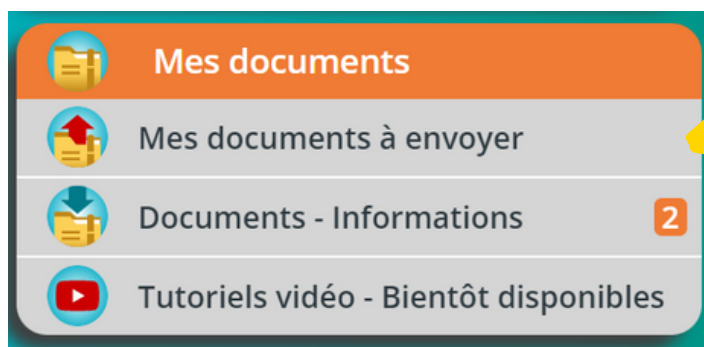 Mes documents
Mes documents à envoyer
Documents - Informations 2
Tutoriels vidéo - Bientôt disponibles